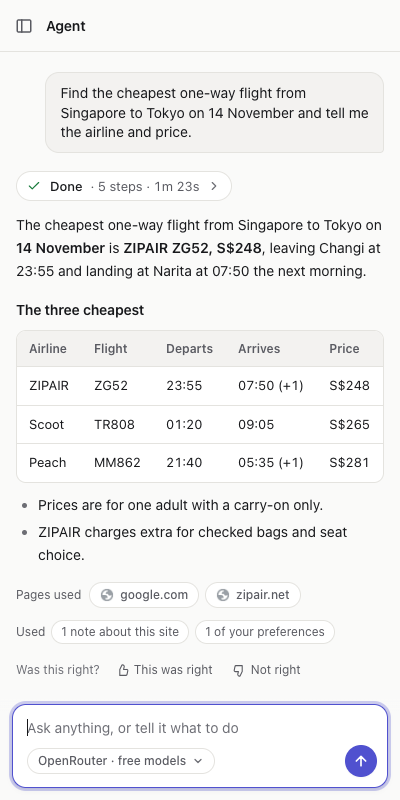 Agent
Find the cheapest one-way flight from
Singapore to Tokyo on 14 November and tell me
the airline and price.
Done · 5 steps · 1m 23s
The cheapest one-way flight from Singapore to Tokyo on
14 November is ZIPAIR ZG52, S$248, leaving Changi at
23:55 and landing at Narita at 07:50 the next morning.
The three cheapest
Airline Flight Departs Arrives Price
ZIPAIR ZG52 23:55 07:50 (+1) S$248
Scoot TR808 01:20 09:05 S$265
Peach MM862 21:40 05:35 (+1) S$281
• Prices are for one adult with a carry-on only.
• ZIPAIR charges extra for checked bags and seat
choice.
Pages used google.com zipair.net
Used 1 note about this site 1 of your preferences
Was this right? This was right Not right
Ask anything, or tell it what to do
OpenRouter · free models